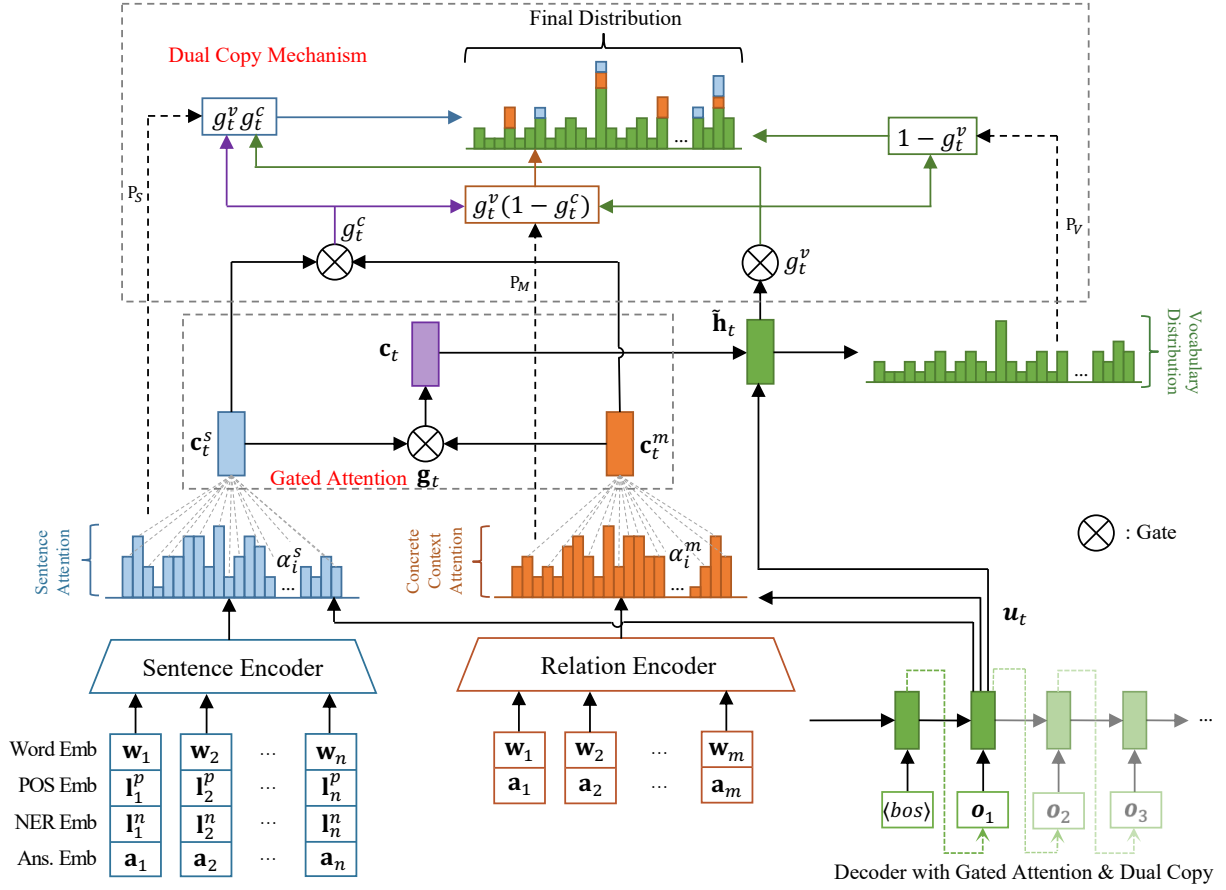 Final Distribution
Dual Copy Mechanism
g_t^v g_t^c
1 − g_t^v
P_S
g_t^v(1 − g_t^c)
P_V
g_t^c
g_t^v
P_M
h̃_t
c_t
Vocabulary
Distribution
...
c_t^s
c_t^m
Gated Attention
g_t
Sentence
Attention
α_i^s
...
Concrete
Context
Attention
α_i^m
...
: Gate
u_t
Sentence Encoder
Relation Encoder
Word Emb w_1 w_2 ... w_n
POS Emb l_1^p l_2^p l_n^p
NER Emb l_1^n l_2^n l_n^n
Ans. Emb a_1 a_2 ... a_n
w_1 w_2 ... w_m
a_1 a_2 a_m
...
⟨bos⟩ o_1 o_2 o_3
Decoder with Gated Attention & Dual Copy